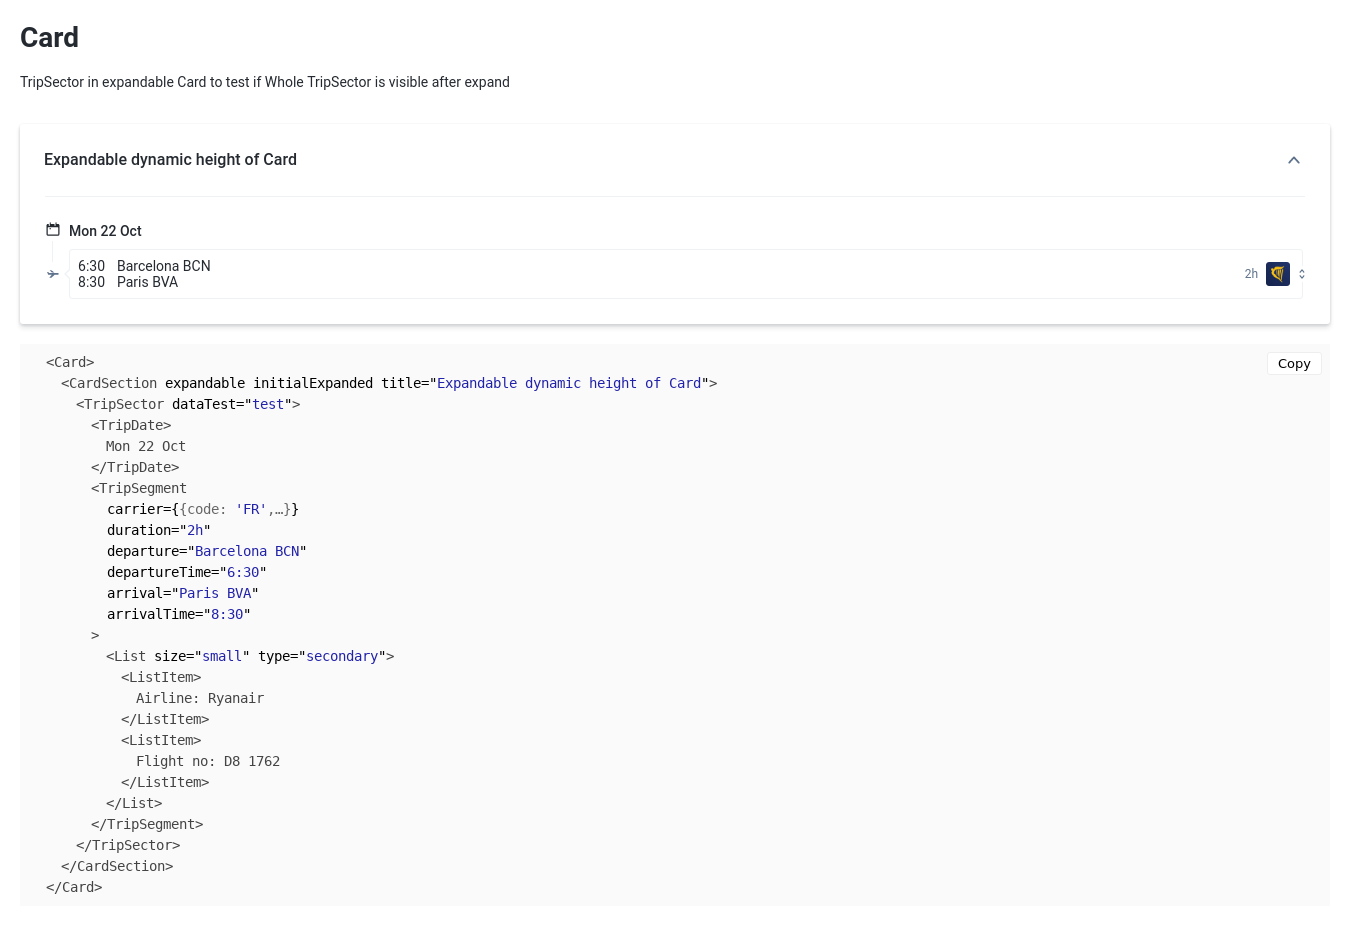 Card
TripSector in expandable Card to test if Whole TripSector is visible after expand
Expandable dynamic height of Card
Mon 22 Oct
6:30 Barcelona BCN
8:30 Paris BVA
2h
Copy
<Card>
<CardSection expandable initialExpanded title="Expandable dynamic height of Card">
<TripSector dataTest="test">
<TripDate>
Mon 22 Oct
</TripDate>
<TripSegment
carrier={{code: 'FR',…}}
duration="2h"
departure="Barcelona BCN"
departureTime="6:30"
arrival="Paris BVA"
arrivalTime="8:30"
>
<List size="small" type="secondary">
<ListItem>
Airline: Ryanair
</ListItem>
<ListItem>
Flight no: D8 1762
</ListItem>
</List>
</TripSegment>
</TripSector>
</CardSection>
</Card>